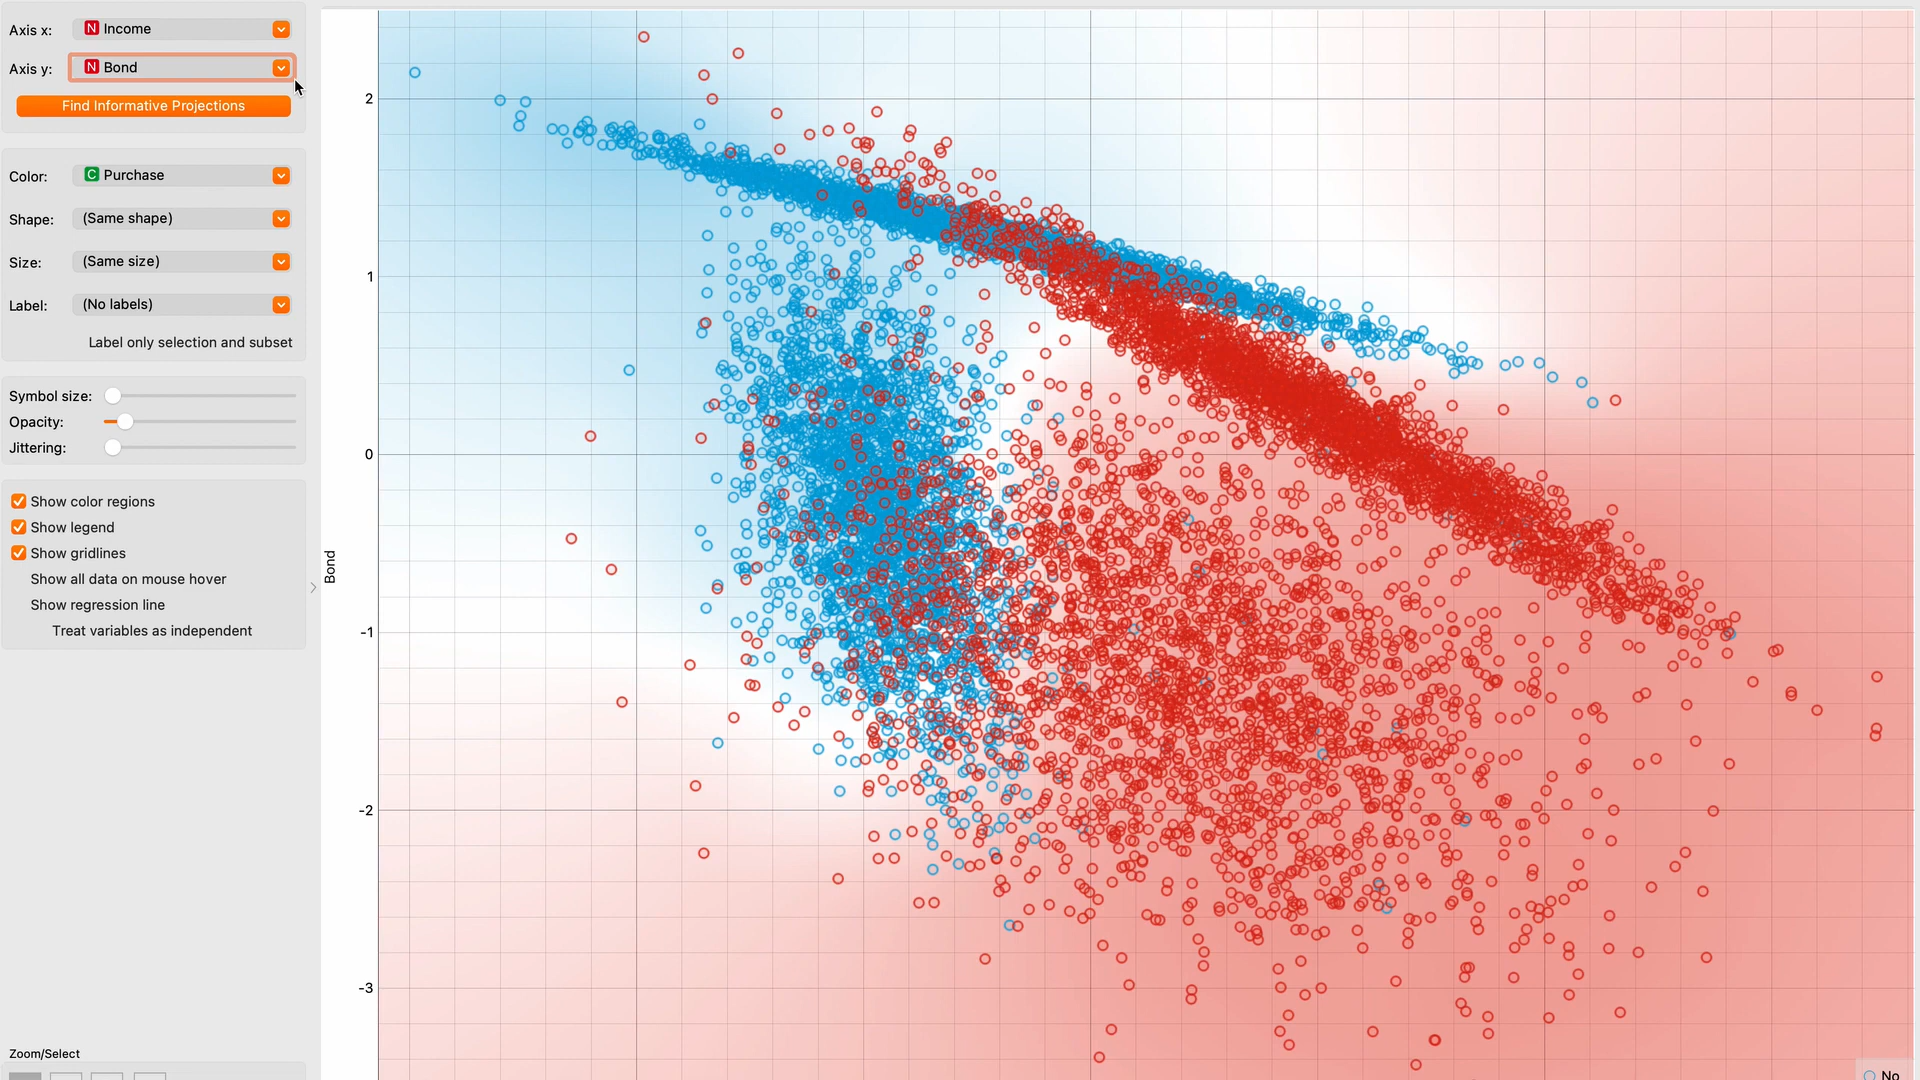 Axis x: N Income
Axis y: N Bond
Find Informative Projections
Color: C Purchase
Shape: (Same shape)
Size: (Same size)
Label: (No labels)
Label only selection and subset
Symbol size:
Opacity:
Jittering:
Show color regions
Show legend
Show gridlines
Show all data on mouse hover
Show regression line
Treat variables as independent
Zoom/Select
Bond
2
1
0
-1
-2
-3
No